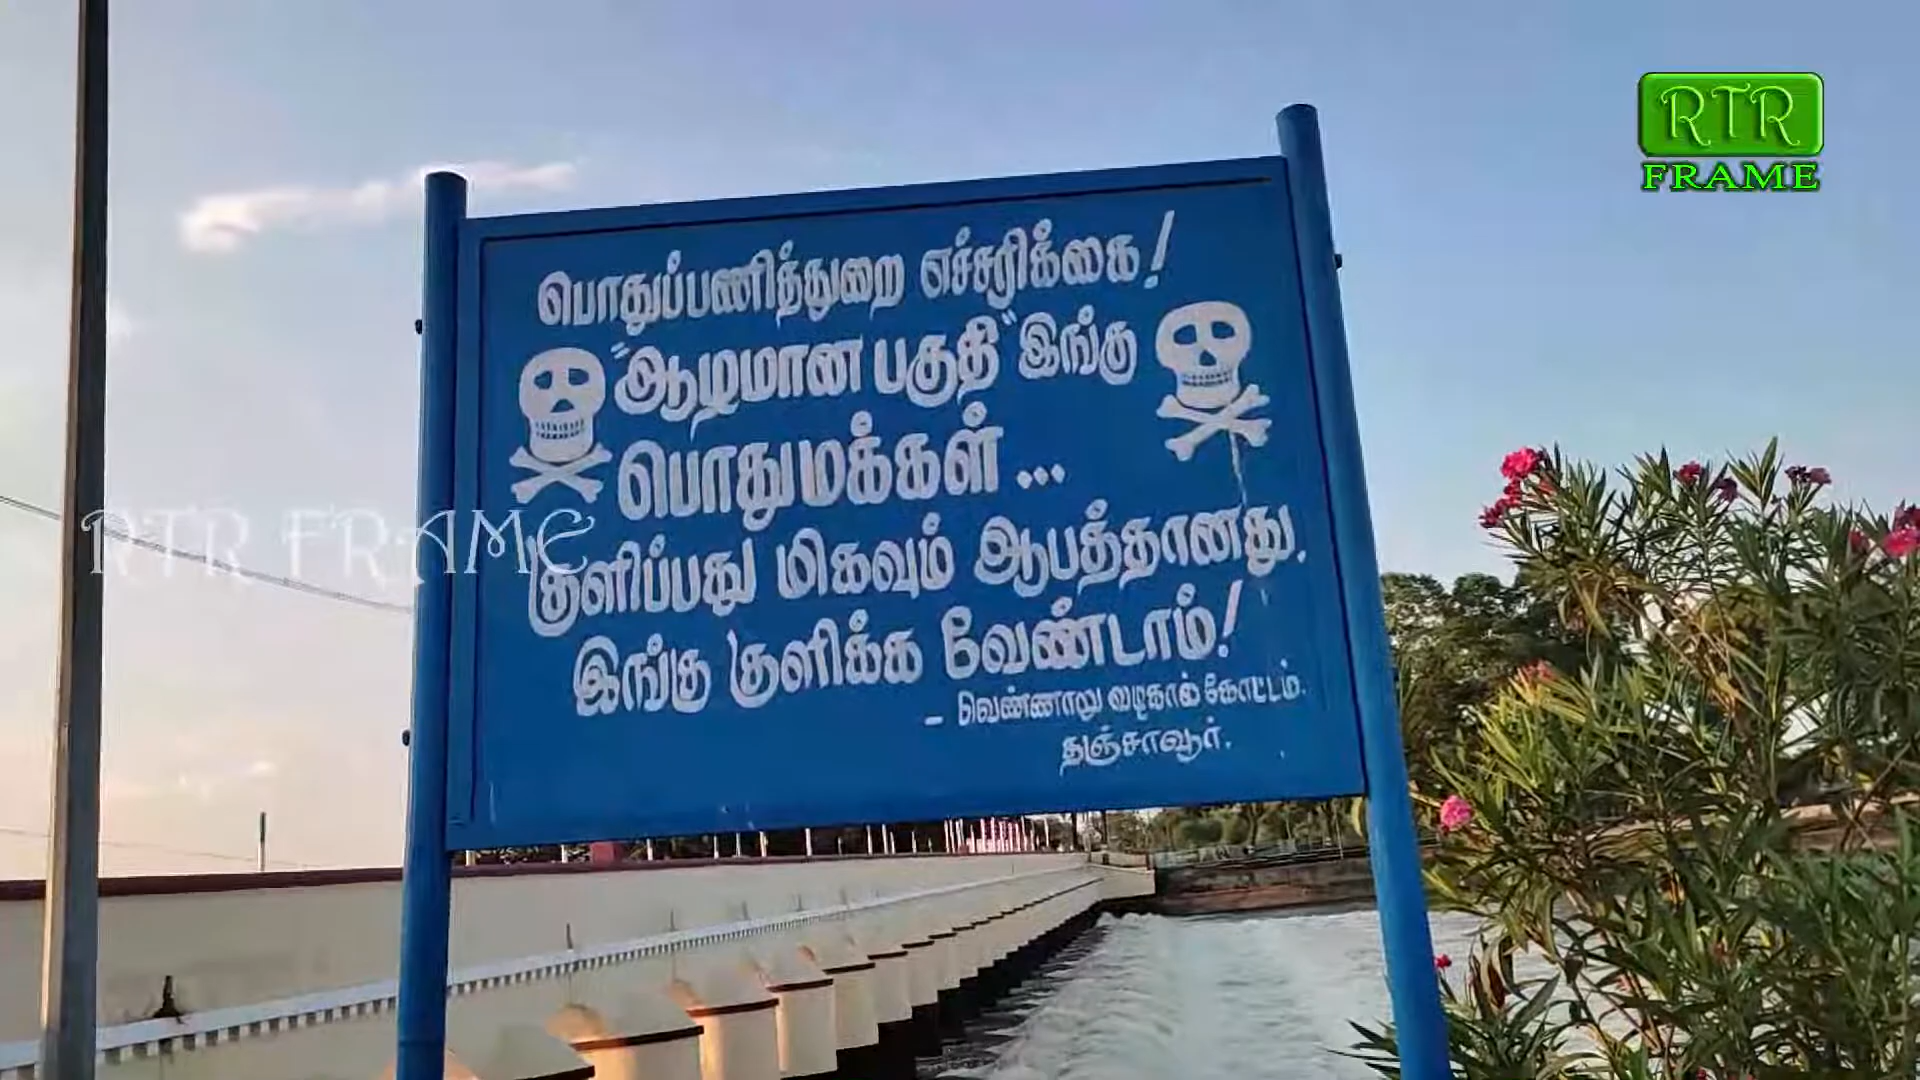 பொதுப்பணித்துறை எச்சரிக்கை!
"ஆழமான பகுதி" இங்கு
பொதுமக்கள் ...
குளிப்பது மிகவும் ஆபத்தானது.
இங்கு குளிக்க வேண்டாம்!
- வெண்ணாறு வடிகால் கோட்டம்.
தஞ்சாவூர்.
RTR
FRAME
RTR FRAME